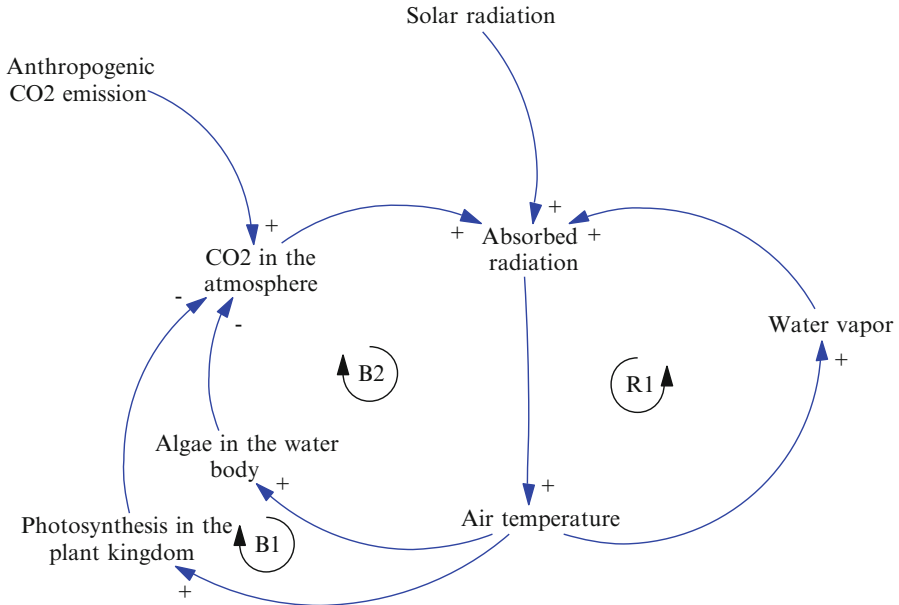 Solar radiation
Anthropogenic
CO2 emission
+
+
+
+
Absorbed
radiation
CO2 in the
atmosphere
-
-
Water vapor
+
B2
R1
Algae in the water
body
+
+
Air temperature
Photosynthesis in the
plant kingdom
B1
+